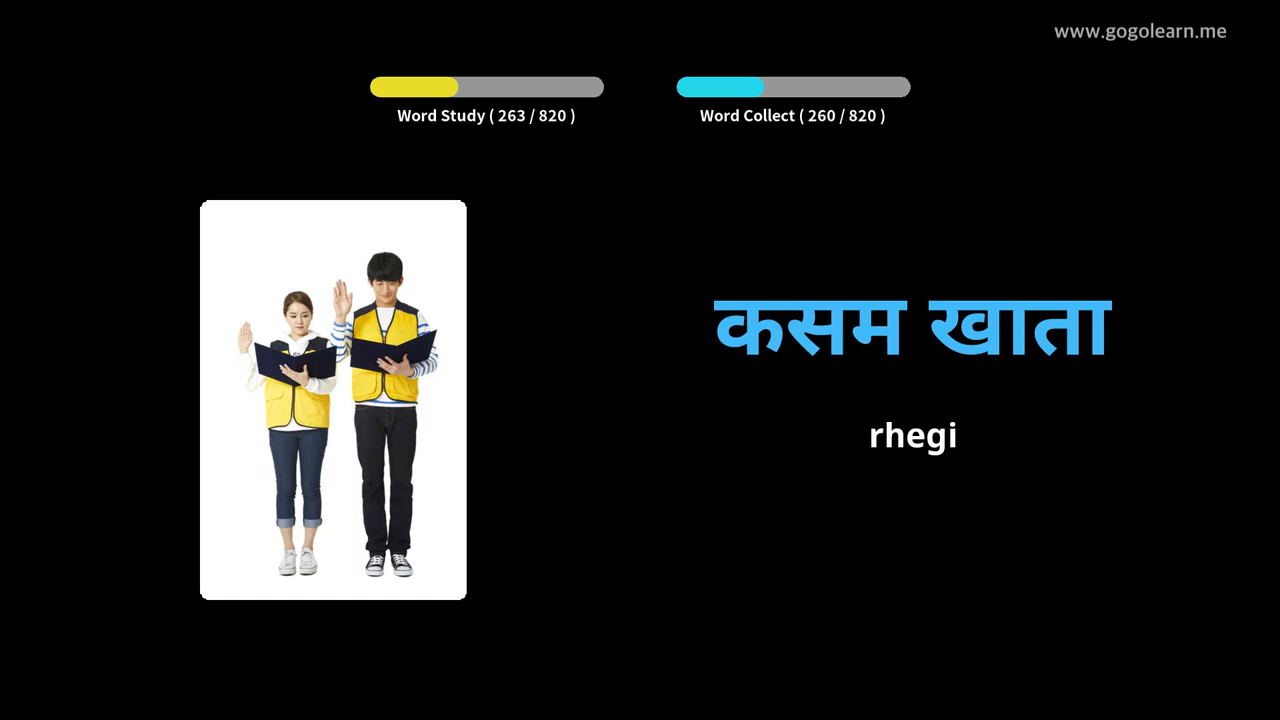 www.gogolearn.me
Word Study ( 263 / 820 )
Word Collect ( 260 / 820 )
कसम खाता
rhegi